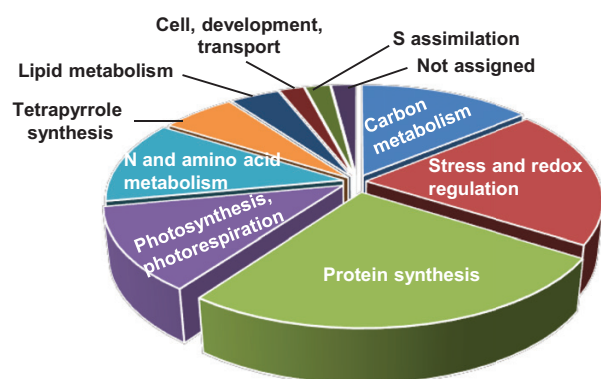 Cell, development,
transport
S assimilation
Lipid metabolism
Not assigned
Tetrapyrrole
synthesis
Carbon
metabolism
N and amino acid
metabolism
Stress and redox
regulation
Photosynthesis,
photorespiration
Protein synthesis